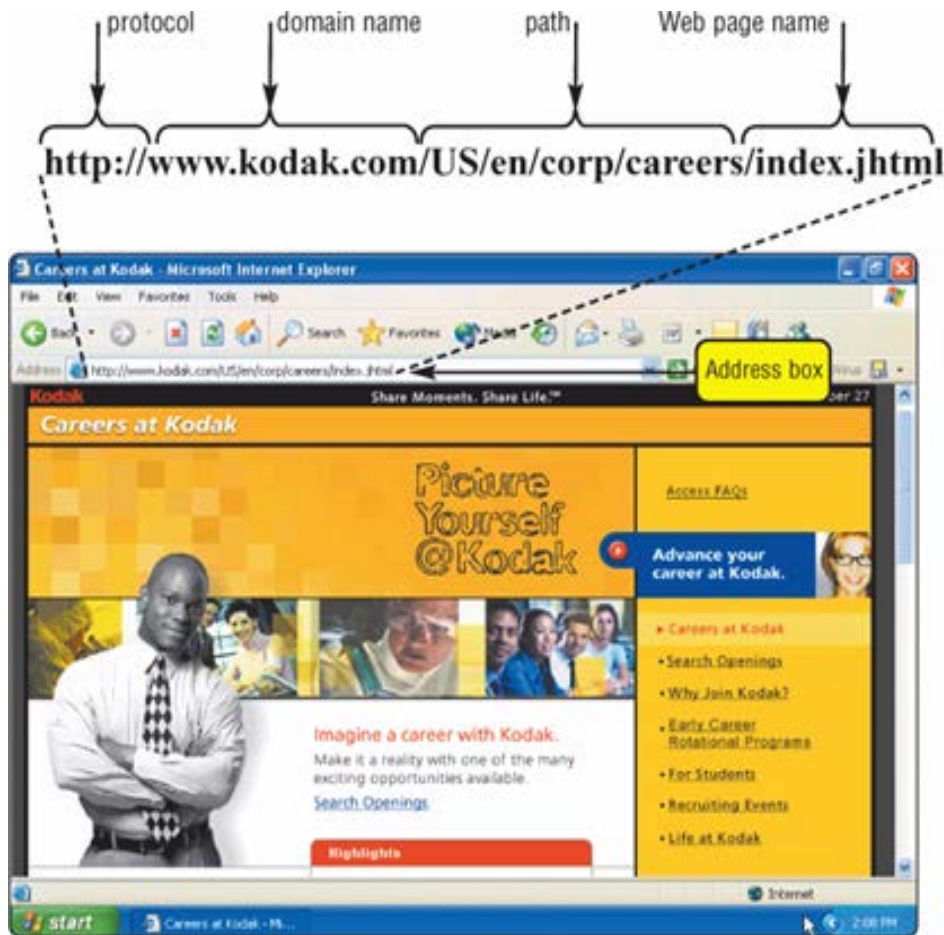 protocol domain name path Web page name
http://www.kodak.com/US/en/corp/careers/index.jhtml
Careers at Kodak - Microsoft Internet Explorer
File Edit View Favorites Tools Help
Back Search Favorites Media
Address http://www.kodak.com/US/en/corp/careers/index.jhtml
Address box
Kodak Share Moments. Share Life.™ ber 27
Careers at Kodak
Picture
Yourself
@Kodak
Access FAQs
Advance your
career at Kodak.
Careers at Kodak
Search Openings
Why Join Kodak?
Early Career
Rotational Programs
For Students
Recruiting Events
Life at Kodak
Imagine a career with Kodak.
Make it a reality with one of the many
exciting opportunities available.
Search Openings
Highlights
Internet
start Careers at Kodak - Mi... 2:08 PM